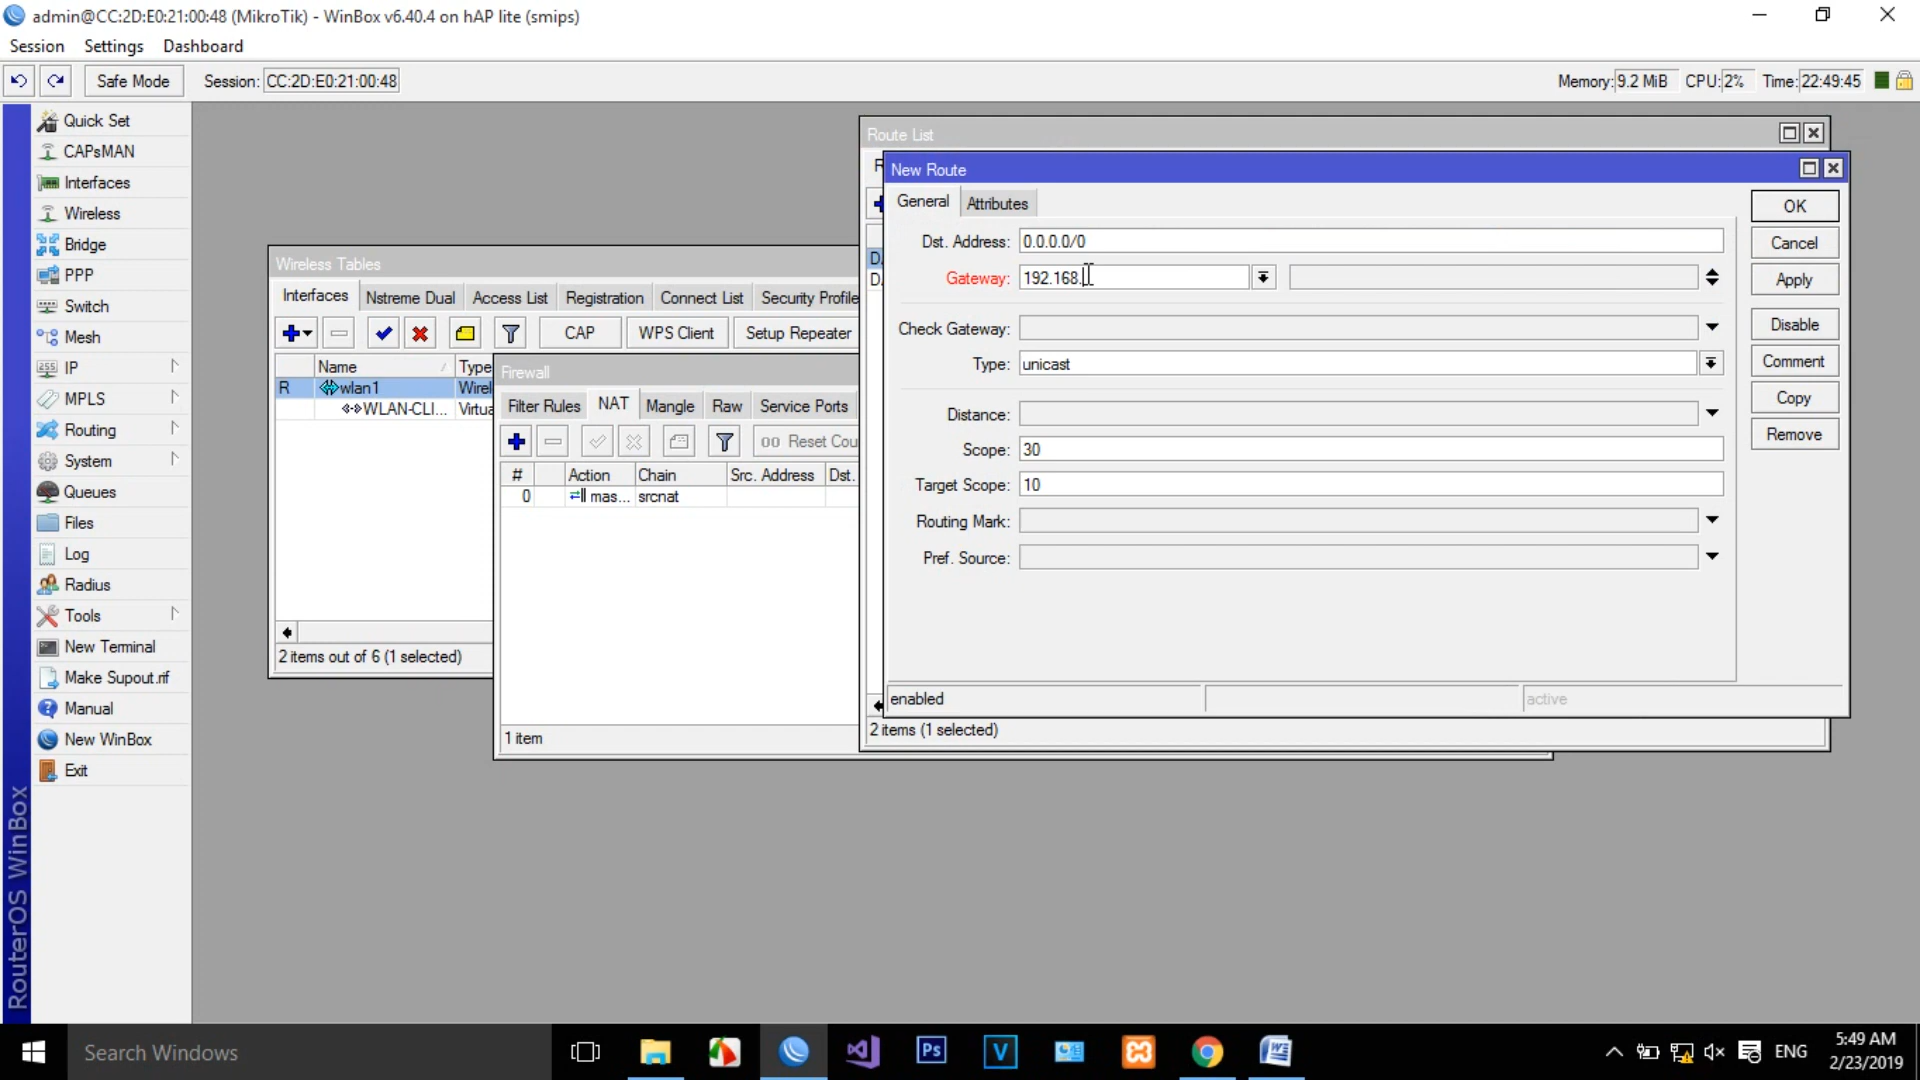 admin@CC:2D:E0:21:00:48 (MikroTik) - WinBox v6.40.4 on hAP lite (smips)
Session Settings Dashboard
Safe Mode Session: CC:2D:E0:21:00:48 Memory: 9.2 MiB CPU: 2% Time: 22:49:45
Quick Set
CAPsMAN
Interfaces
Wireless
Bridge
PPP
Switch
Mesh
IP
MPLS
Routing
System
Queues
Files
Log
Radius
Tools
New Terminal
Make Supout.rif
Manual
New WinBox
Exit
RouterOS WinBox
Wireless Tables
Interfaces Nstreme Dual Access List Registration Connect List Security Profile
CAP WPS Client Setup Repeater
Name Type
R wlan1 Wirel
WLAN-CLI... Virtua
2 items out of 6 (1 selected)
Firewall
Filter Rules NAT Mangle Raw Service Ports
00 Reset Cou
# Action Chain Src. Address Dst.
0 mas... srcnat
1 item
Route List
2 items (1 selected)
New Route
General Attributes
Dst. Address: 0.0.0.0/0
Gateway: 192.168.
Check Gateway:
Type: unicast
Distance:
Scope: 30
Target Scope: 10
Routing Mark:
Pref. Source:
OK
Cancel
Apply
Disable
Comment
Copy
Remove
enabled active
Search Windows
Ps
V
ENG
5:49 AM
2/23/2019